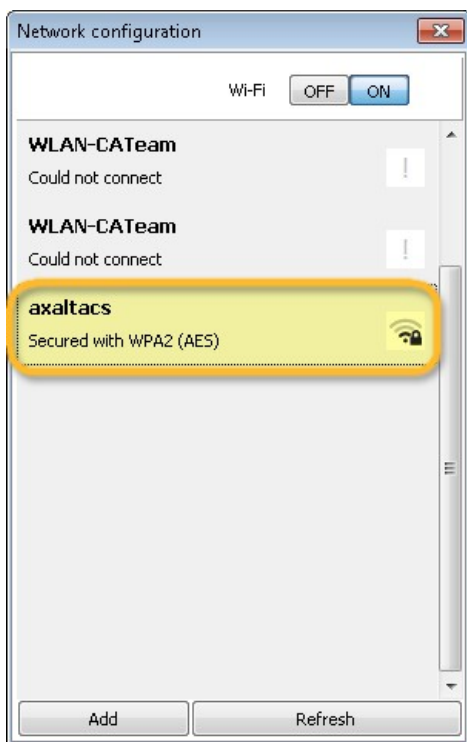 Network configuration
Wi-Fi OFF ON
WLAN-CATeam
Could not connect
WLAN-CATeam
Could not connect
axaltacs
Secured with WPA2 (AES)
Add Refresh